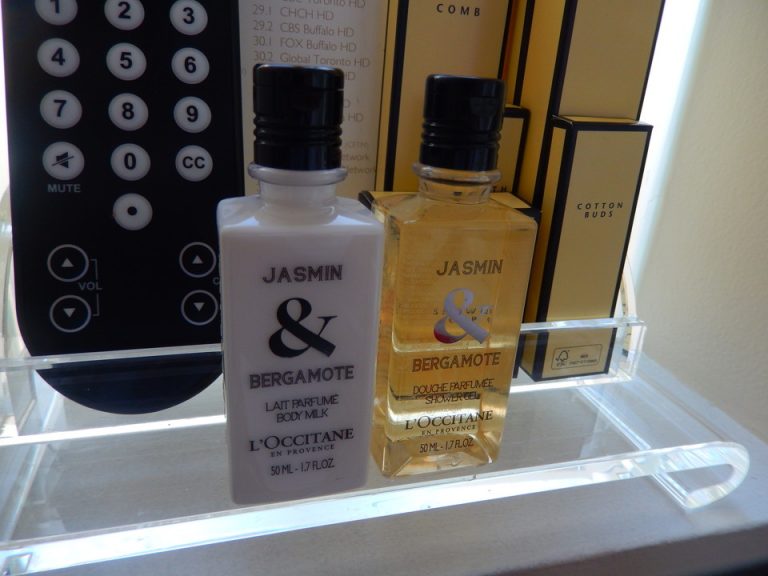 1 2 3
4 5 6
7 8 9
0 CC
MUTE
VOL
Toronto HD
29.1 CHCH HD
29.2 CBS Buffalo HD
30.1 FOX Buffalo HD
30.2 Global Toronto HD
COMB
COTTON
BUDS
FSC
JASMIN
&
BERGAMOTE
LAIT PARFUMÉ
BODY MILK
L'OCCITANE
EN PROVENCE
50 ML - 1.7 FL.OZ.
JASMIN
&
BERGAMOTE
DOUCHE PARFUMÉE
SHOWER GEL
L'OCCITANE
EN PROVENCE
50 ML - 1.7 FL.OZ.